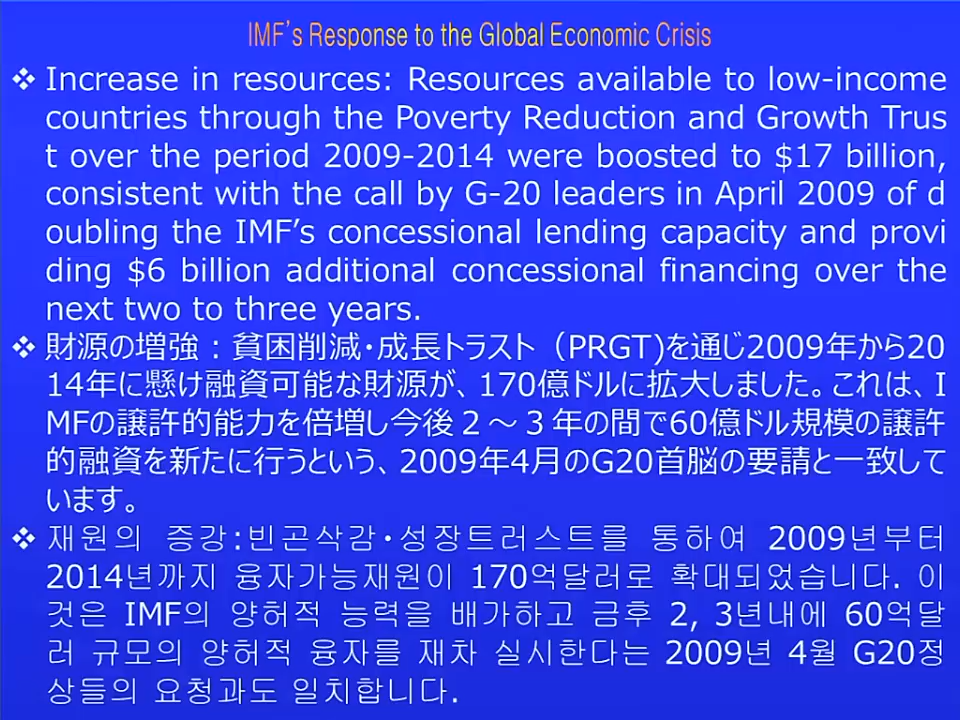 IMF's Response to the Global Economic Crisis
❖ Increase in resources: Resources available to low-income
countries through the Poverty Reduction and Growth Trus
t over the period 2009-2014 were boosted to $17 billion,
consistent with the call by G-20 leaders in April 2009 of d
oubling the IMF's concessional lending capacity and provi
ding $6 billion additional concessional financing over the
next two to three years.
❖ 財源の増強：貧困削減・成長トラスト（PRGT)を通じ2009年から20
14年に懸け融資可能な財源が、170億ドルに拡大しました。これは、I
MFの譲許的能力を倍増し今後２～３年の間で60億ドル規模の譲許
的融資を新たに行うという、2009年4月のG20首脳の要請と一致して
います。
❖ 재원의 증강:빈곤삭감·성장트러스트를 통하여 2009년부터
2014년까지 융자가능재원이 170억달러로 확대되었습니다. 이
것은 IMF의 양허적 능력을 배가하고 금후 2, 3년내에 60억달
러 규모의 양허적 융자를 재차 실시한다는 2009년 4월 G20정
상들의 요청과도 일치합니다.